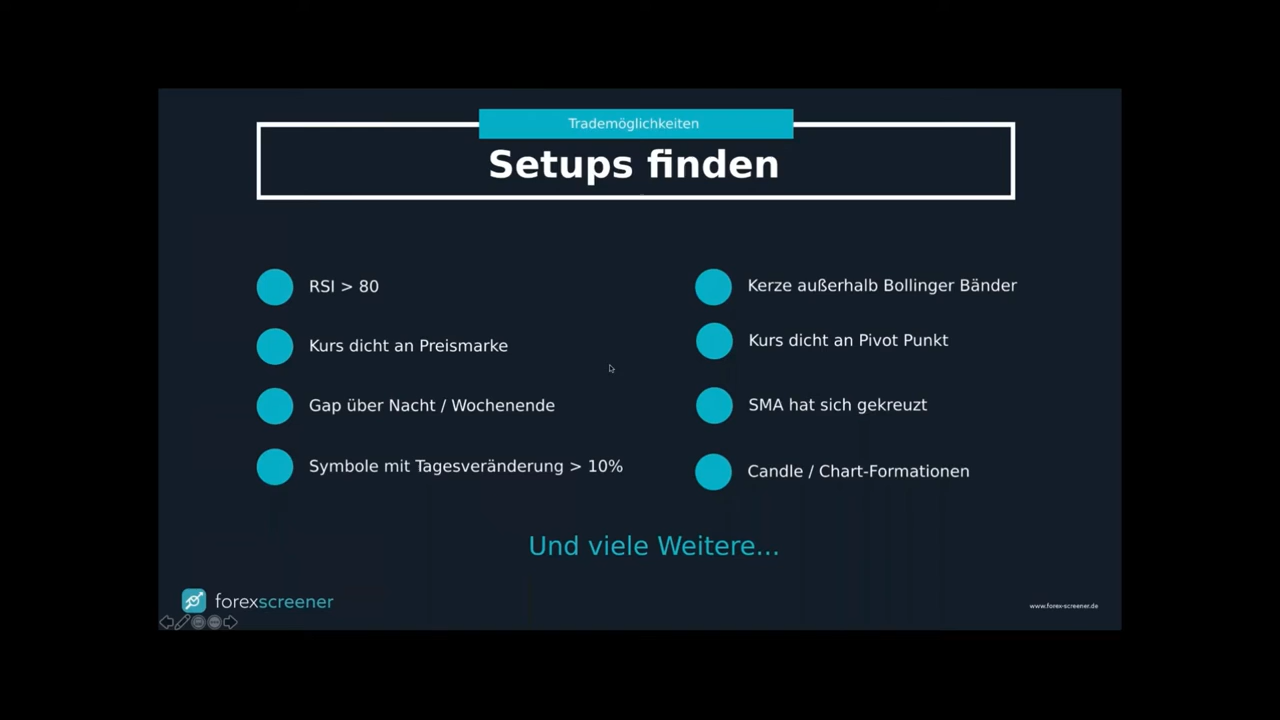 Trademöglichkeiten
Setups finden
RSI > 80
Kurs dicht an Preismarke
Gap über Nacht / Wochenende
Symbole mit Tagesveränderung > 10%
Kerze außerhalb Bollinger Bänder
Kurs dicht an Pivot Punkt
SMA hat sich gekreuzt
Candle / Chart-Formationen
Und viele Weitere...
forexscreener
www.forex-screener.de